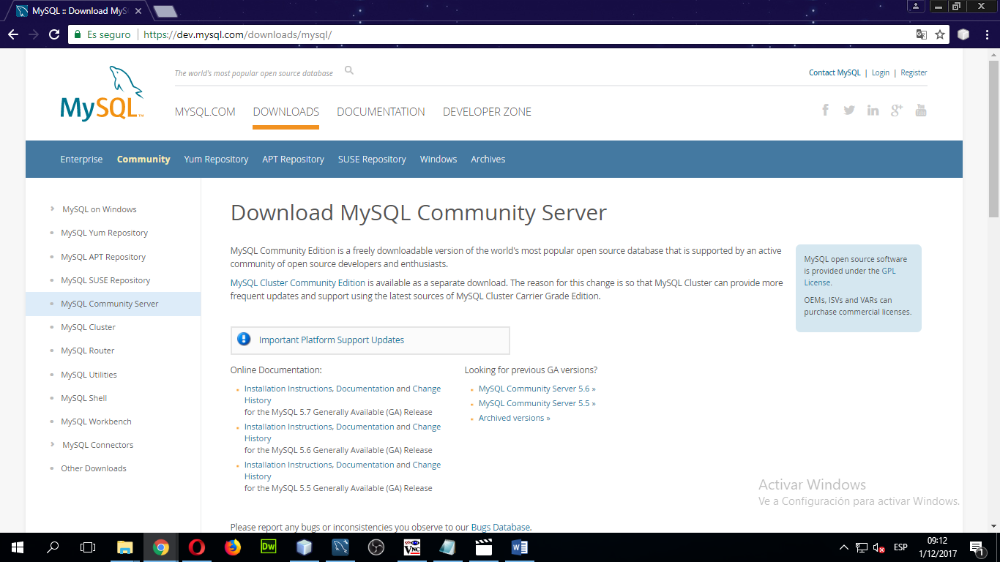 MySQL :: Download MyS
Es seguro
https://dev.mysql.com/downloads/mysql/
MySQL™
The world's most popular open source database
Contact MySQL | Login | Register
MYSQL.COM
DOWNLOADS
DOCUMENTATION
DEVELOPER ZONE
Enterprise
Community
Yum Repository
APT Repository
SUSE Repository
Windows
Archives
MySQL on Windows
MySQL Yum Repository
MySQL APT Repository
MySQL SUSE Repository
MySQL Community Server
MySQL Cluster
MySQL Router
MySQL Utilities
MySQL Shell
MySQL Workbench
MySQL Connectors
Other Downloads
Download MySQL Community Server
MySQL Community Edition is a freely downloadable version of the world's most popular open source database that is supported by an active
community of open source developers and enthusiasts.
MySQL Cluster Community Edition is available as a separate download. The reason for this change is so that MySQL Cluster can provide more
frequent updates and support using the latest sources of MySQL Cluster Carrier Grade Edition.
MySQL open source software
is provided under the GPL
License.
OEMs, ISVs and VARs can
purchase commercial licenses.
Important Platform Support Updates
Online Documentation:
Installation Instructions, Documentation and Change
History
for the MySQL 5.7 Generally Available (GA) Release
Installation Instructions, Documentation and Change
History
for the MySQL 5.6 Generally Available (GA) Release
Installation Instructions, Documentation and Change
History
for the MySQL 5.5 Generally Available (GA) Release
Looking for previous GA versions?
MySQL Community Server 5.6 »
MySQL Community Server 5.5 »
Archived versions »
Please report any bugs or inconsistencies you observe to our Bugs Database.
Activar Windows
Ve a Configuración para activar Windows.
Dw
VNC
ESP
09:12
1/12/2017
1